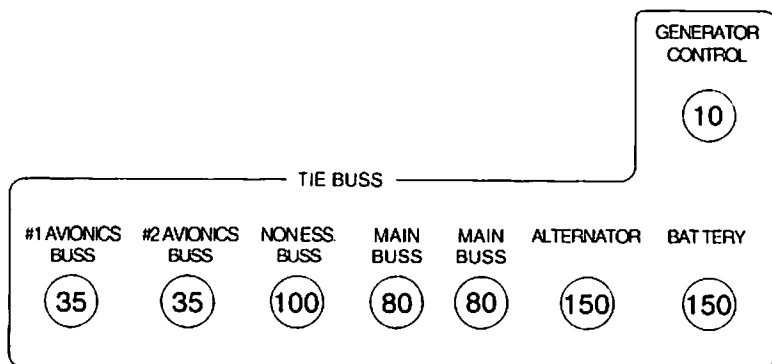 GENERATOR
CONTROL
10
TIE BUSS
#1 AVIONICS
BUSS
#2 AVIONICS
BUSS
NONESS.
BUSS
MAIN
BUSS
MAIN
BUSS
ALTERNATOR
BATTERY
35
35
100
80
80
150
150